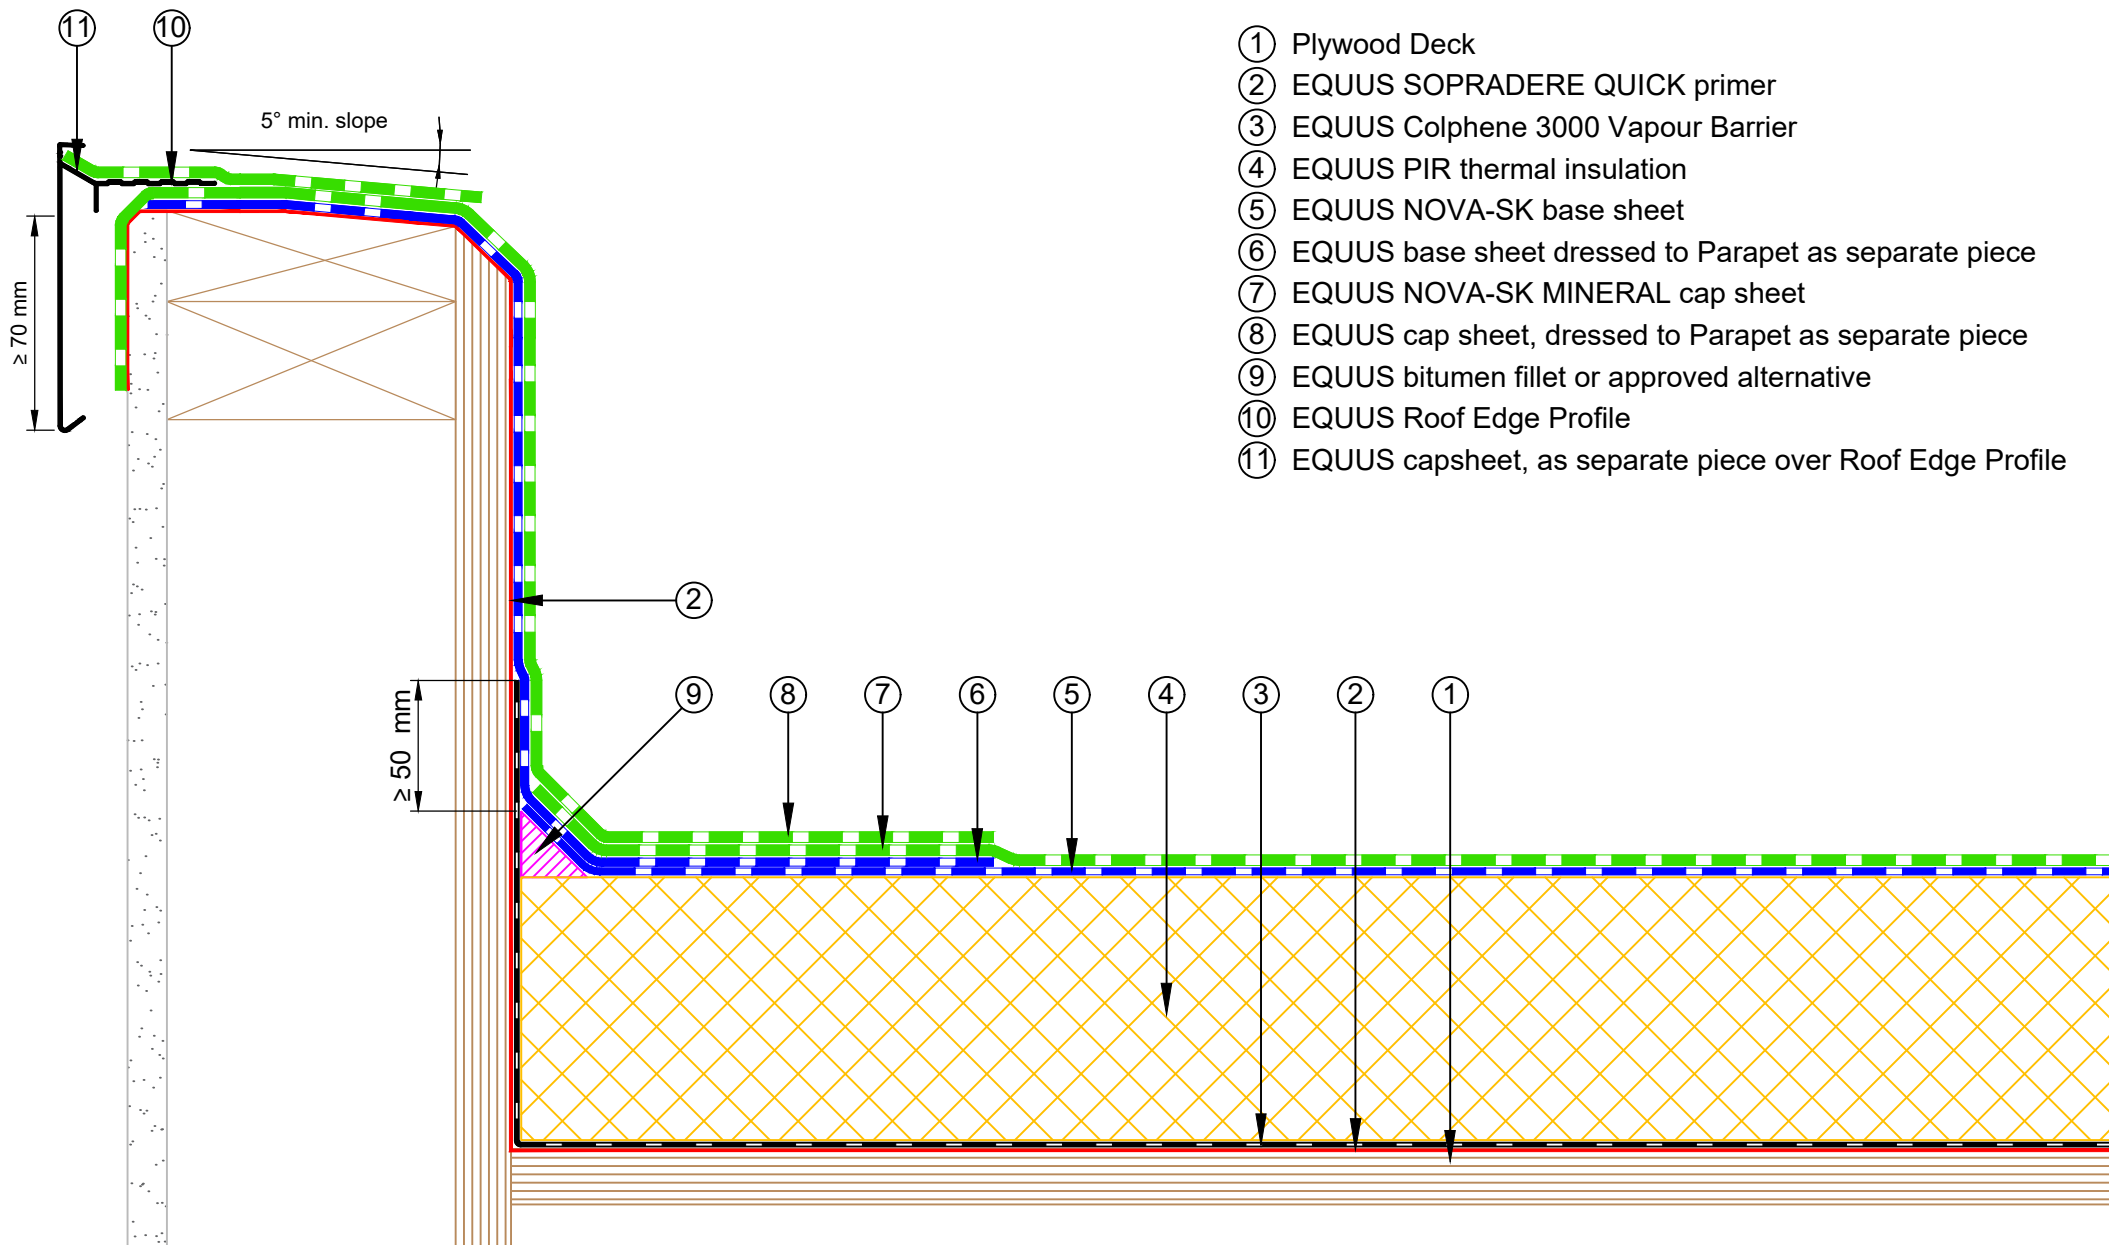 11 10
5° min. slope
≥ 70 mm
1 Plywood Deck
2 EQUUS SOPRADERE QUICK primer
3 EQUUS Colphene 3000 Vapour Barrier
4 EQUUS PIR thermal insulation
5 EQUUS NOVA-SK base sheet
6 EQUUS base sheet dressed to Parapet as separate piece
7 EQUUS NOVA-SK MINERAL cap sheet
8 EQUUS cap sheet, dressed to Parapet as separate piece
9 EQUUS bitumen fillet or approved alternative
10 EQUUS Roof Edge Profile
11 EQUUS capsheet, as separate piece over Roof Edge Profile
2
≥ 50 mm
9 8 7 6 5 4 3 2 1